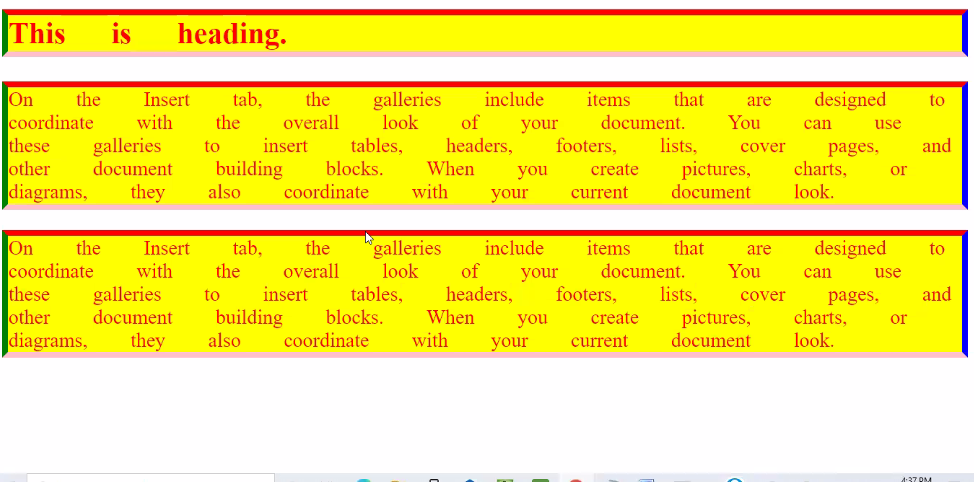 This is heading.
On the Insert tab, the galleries include items that are designed to
coordinate with the overall look of your document. You can use
these galleries to insert tables, headers, footers, lists, cover pages, and
other document building blocks. When you create pictures, charts, or
diagrams, they also coordinate with your current document look.
On the Insert tab, the galleries include items that are designed to
coordinate with the overall look of your document. You can use
these galleries to insert tables, headers, footers, lists, cover pages, and
other document building blocks. When you create pictures, charts, or
diagrams, they also coordinate with your current document look.
4:37 PM